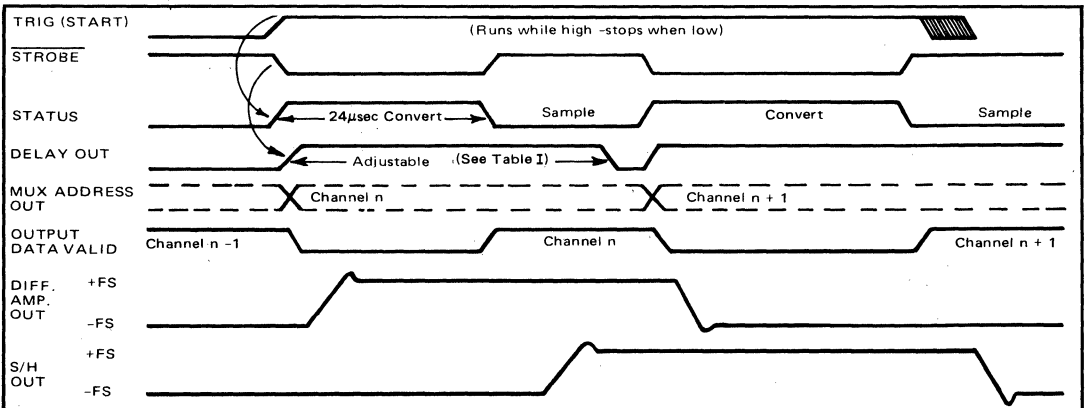 TRIG (START)
(Runs while high -stops when low)
STROBE
STATUS
24μsec Convert
Sample
Convert
Sample
DELAY OUT
Adjustable (See Table I)
MUX ADDRESS
OUT
Channel n
Channel n + 1
OUTPUT
DATA VALID
Channel n -1
Channel n
Channel n + 1
DIFF.
AMP.
OUT
+FS
-FS
S/H
OUT
+FS
-FS